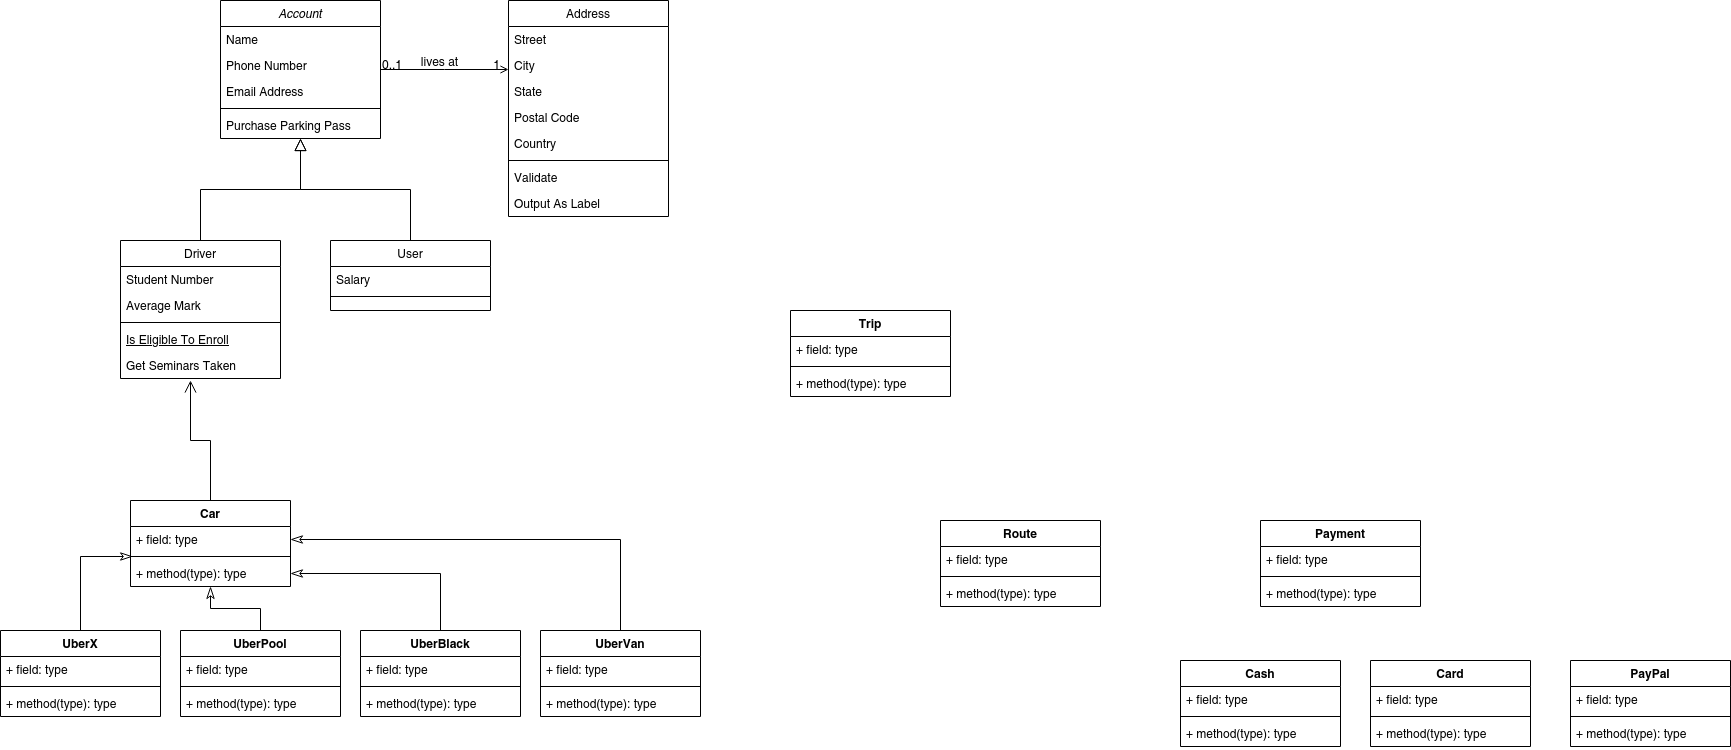 Account
Name
Phone Number
Email Address
Purchase Parking Pass
0..1
lives at
1
Address
Street
City
State
Postal Code
Country
Validate
Output As Label
Driver
Student Number
Average Mark
Is Eligible To Enroll
Get Seminars Taken
User
Salary
Trip
+ field: type
+ method(type): type
Car
+ field: type
+ method(type): type
Route
+ field: type
+ method(type): type
Payment
+ field: type
+ method(type): type
UberX
+ field: type
+ method(type): type
UberPool
+ field: type
+ method(type): type
UberBlack
+ field: type
+ method(type): type
UberVan
+ field: type
+ method(type): type
Cash
+ field: type
+ method(type): type
Card
+ field: type
+ method(type): type
PayPal
+ field: type
+ method(type): type